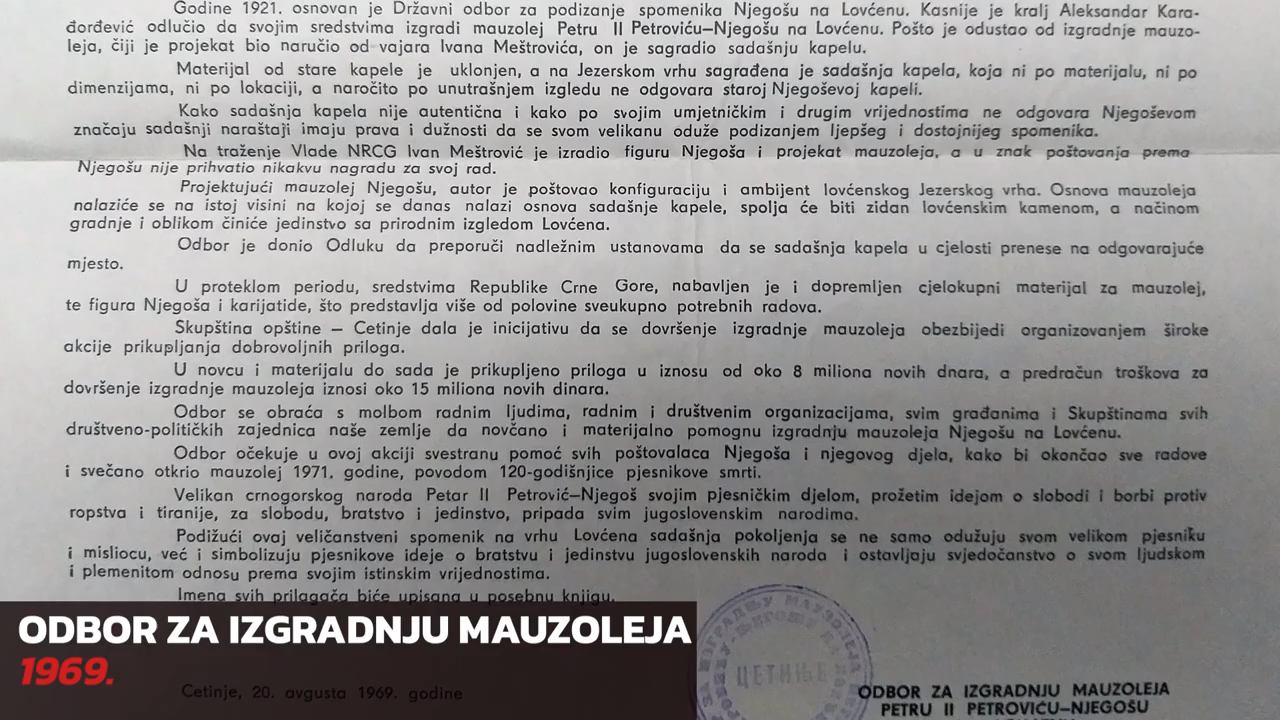 Godine 1921. osnovan je Državni odbor za podizanje spomenika Njegošu na Lovćenu. Kasnije je kralj Aleksandar Kara-
đorđević odlučio da svojim sredstvima izgradi mauzolej Petru II Petroviću–Njegošu na Lovćenu. Pošto je odustao od izgradnje mauzo-
leja, čiji je projekat bio naručio od vajara Ivana Meštrovića, on je sagradio sadašnju kapelu.
Materijal od stare kapele je uklonjen, a na Jezerskom vrhu sagrađena je sadašnja kapela, koja ni po materijalu, ni po
dimenzijama, ni po lokaciji, a naročito po unutrašnjem izgledu ne odgovara staroj Njegoševoj kapeli.
Kako sadašnja kapela nije autentična i kako po svojim umjetničkim i drugim vrijednostima ne odgovara Njegoševom
značaju sadašnji naraštaji imaju prava i dužnosti da se svom velikanu oduže podizanjem ljepšeg i dostojnijeg spomenika.
Na traženje Vlade NRCG Ivan Meštrović je izradio figuru Njegoša i projekat mauzoleja, a u znak poštovanja prema
Njegošu nije prihvatio nikakvu nagradu za svoj rad.
Projektujući mauzolej Njegošu, autor je poštovao konfiguraciju i ambijent lovćenskog Jezerskog vrha. Osnova mauzoleja
nalaziće se na istoj visini na kojoj se danas nalazi osnova sadašnje kapele, spolja će biti zidan lovćenskim kamenom, a načinom
gradnje i oblikom činiće jedinstvo sa prirodnim izgledom Lovćena.
Odbor je donio Odluku da preporuči nadležnim ustanovama da se sadašnja kapela u cjelosti prenese na odgovarajuće
mjesto.
U proteklom periodu, sredstvima Republike Crne Gore, nabavljen je i dopremljen cjelokupni materijal za mauzolej,
te figura Njegoša i karijatide, što predstavlja više od polovine sveukupno potrebnih radova.
Skupština opštine – Cetinje dala je inicijativu da se dovršenje izgradnje mauzoleja obezbijedi organizovanjem široke
akcije prikupljanja dobrovoljnih priloga.
U novcu i materijalu do sada je prikupljeno priloga u iznosu od oko 8 miliona novih dnara, a predračun troškova za
dovršenje izgradnje mauzoleja iznosi oko 15 miliona novih dinara.
Odbor se obraća s molbom radnim ljudima, radnim i društvenim organizacijama, svim građanima i Skupštinama svih
društveno-političkih zajednica naše zemlje da novčano i materijalno pomognu izgradnju mauzoleja Njegošu na Lovćenu.
Odbor očekuje u ovoj akciji svestranu pomoć svih poštovalaca Njegoša i njegovog djela, kako bi okončao sve radove
i svečano otkrio mauzolej 1971. godine, povodom 120-godišnjice pjesnikove smrti.
Velikan crnogorskog naroda Petar II Petrović–Njegoš svojim pjesničkim djelom, prožetim idejom o slobodi i borbi protiv
ropstva i tiranije, za slobodu, bratstvo i jedinstvo, pripada svim jugoslovenskim narodima.
Podižući ovaj veličanstveni spomenik na vrhu Lovćena sadašnja pokoljenja se ne samo odužuju svom velikom pjesniku
i misliocu, već i simbolizuju pjesnikove ideje o bratstvu i jedinstvu jugoslovenskih naroda i ostavljaju svjedočanstvo o svom ljudskom
i plemenitom odnosu prema svojim istinskim vrijednostima.
Imena svih prilagača biće upisana u posebnu knjigu.
ODBOR ZA IZGRADNJU MAUZOLEJA
1969.
Cetinje, 20. avgusta 1969. godine
ЦЕТИЊЕ
ODBOR ZA IZGRADNJU MAUZOLEJA
PETRU II PETROVIĆU–NJEGOŠU